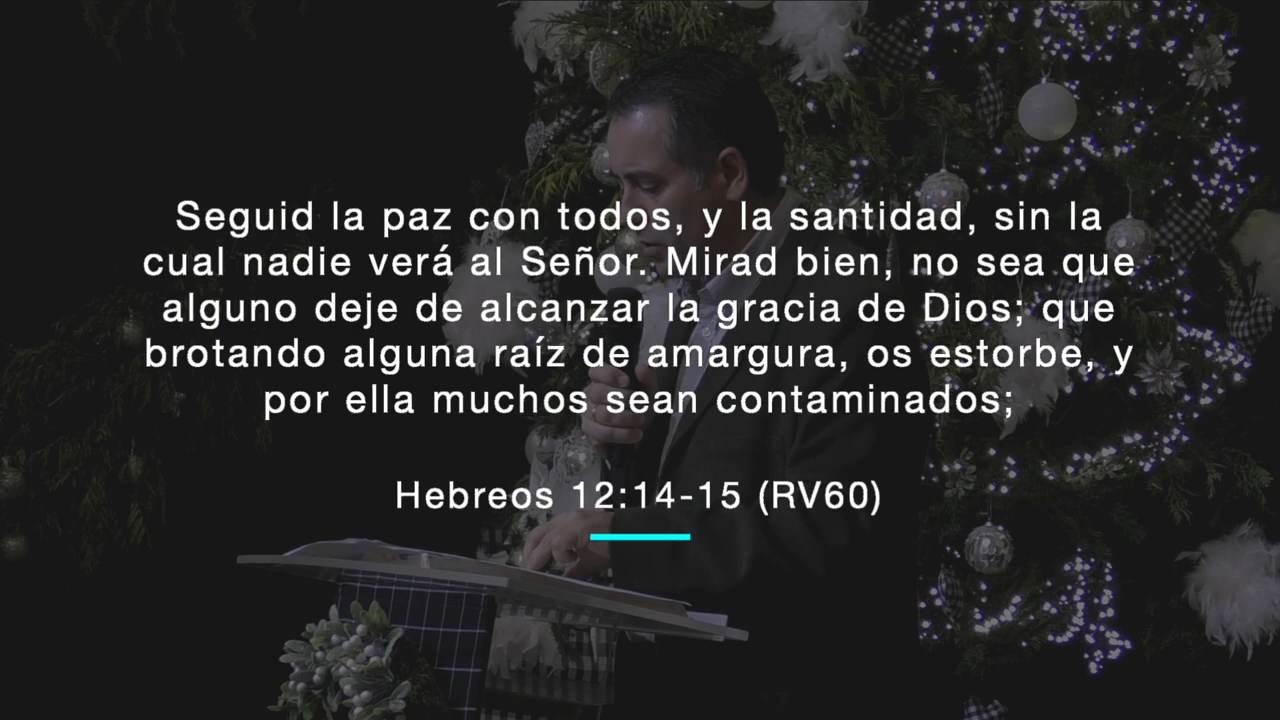 Seguid la paz con todos, y la santidad, sin la
cual nadie verá al Señor. Mirad bien, no sea que
alguno deje de alcanzar la gracia de Dios; que
brotando alguna raíz de amargura, os estorbe, y
por ella muchos sean contaminados;
Hebreos 12:14-15 (RV60)